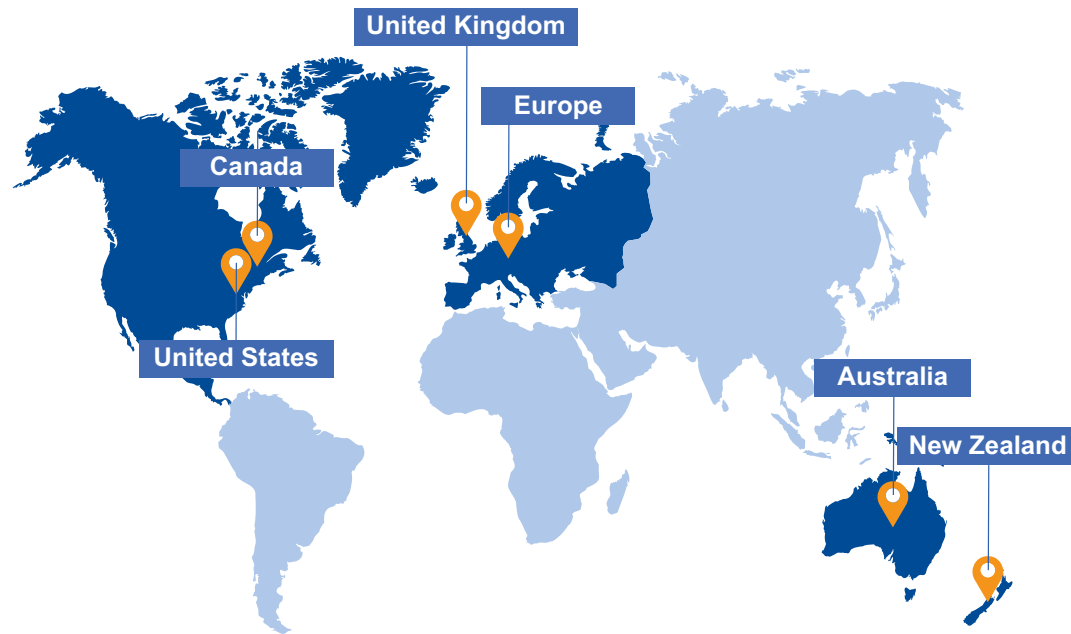 United Kingdom
Europe
Canada
United States
Australia
New Zealand